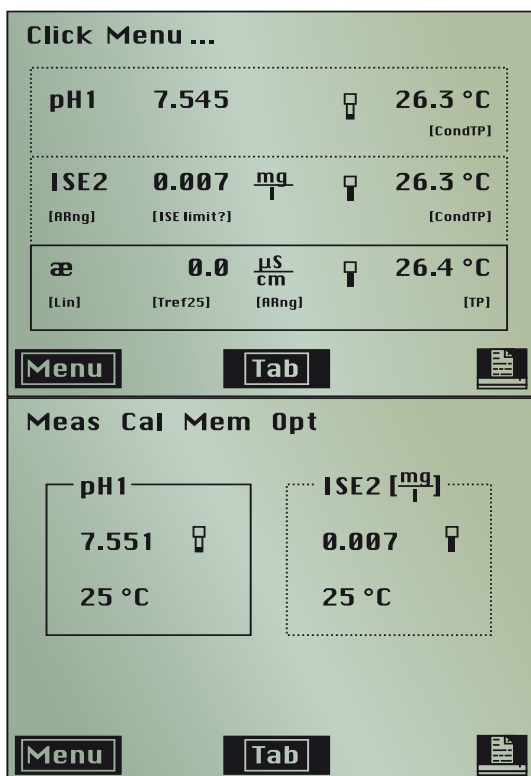 Click Menu...
pH1 7.545 26.3 °C
[CondTP]
ISE2 0.007 mg/l 26.3 °C
[ARng] [ISE limit?] [CondTP]
æ 0.0 µS/cm 26.4 °C
[Lin] [Tref25] [ARng] [TP]
Menu Tab
Meas Cal Mem Opt
pH1 ISE2 [mg/l]
7.551 0.007
25 °C 25 °C
Menu Tab